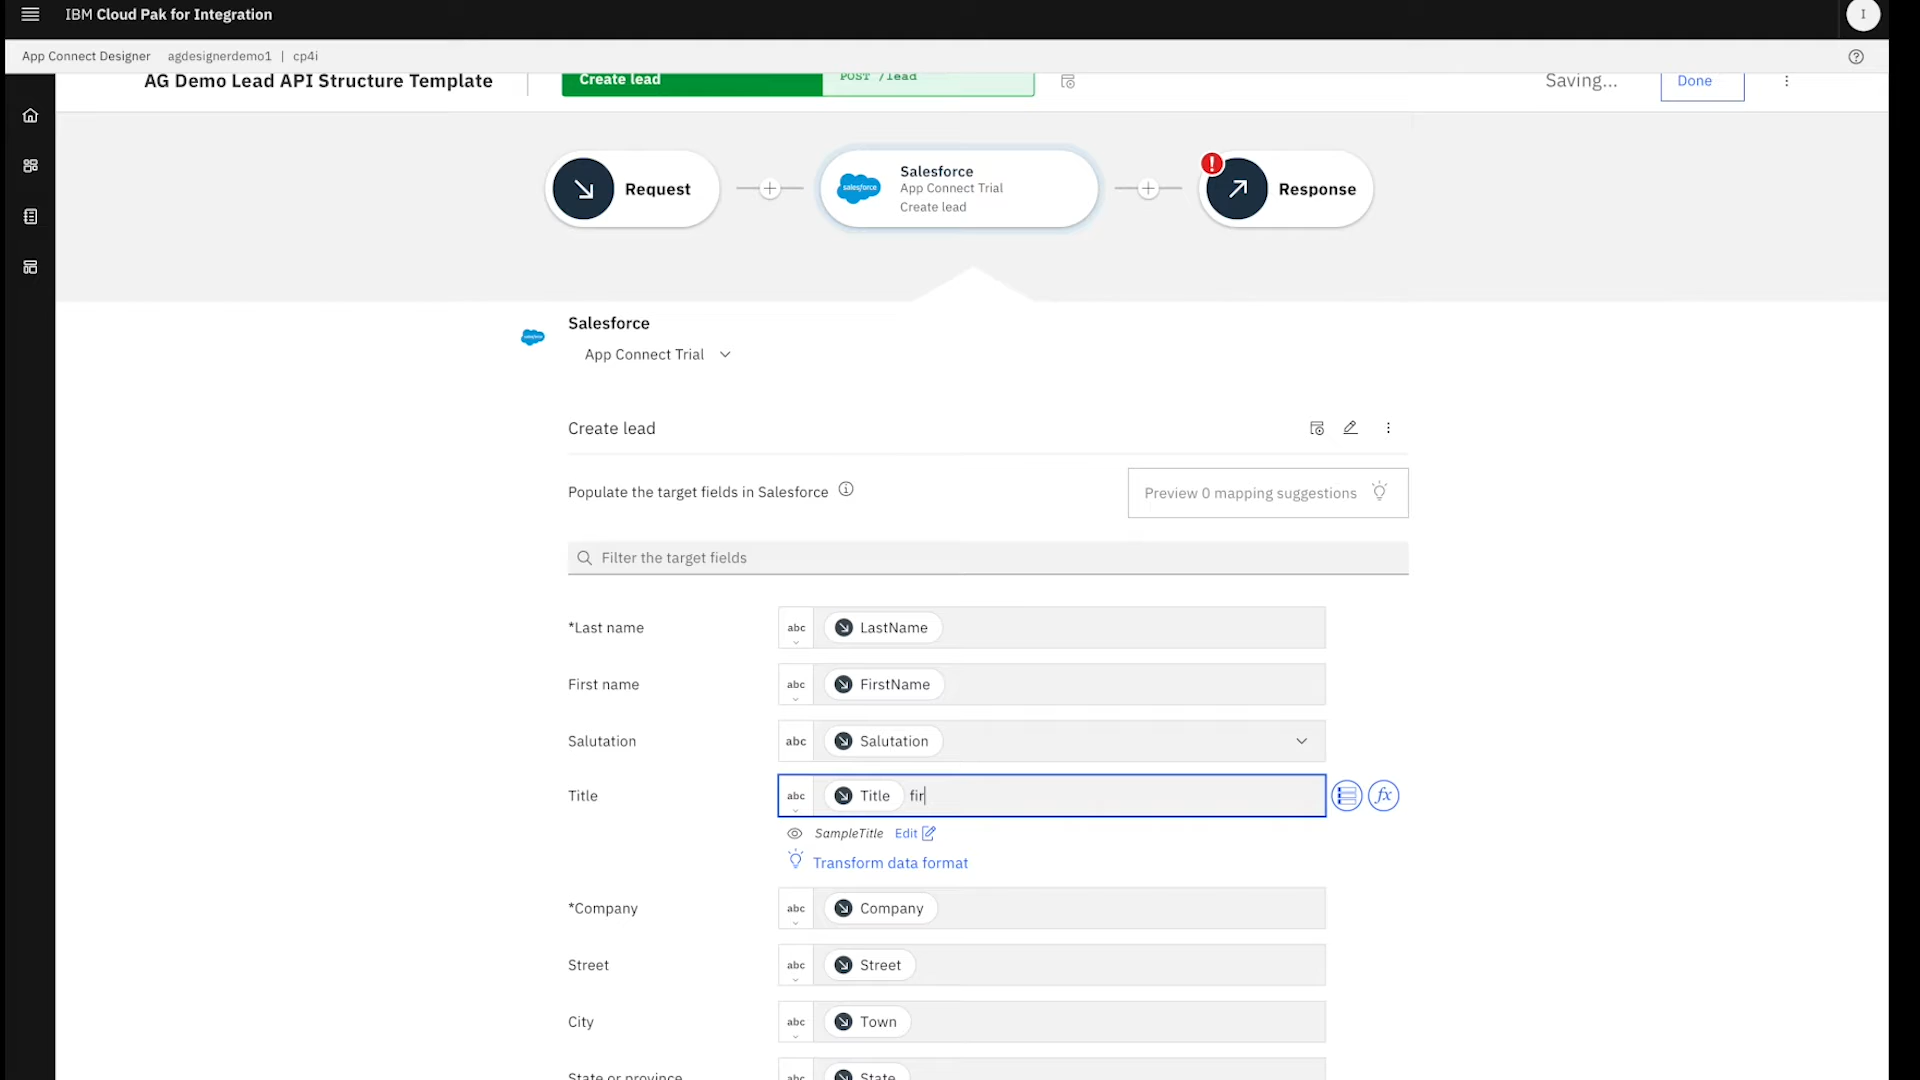 IBM Cloud Pak for Integration
I
App Connect Designer agdesignerdemo1 | cp4i
AG Demo Lead API Structure Template
Create lead
POST /lead
Saving...
Done
Request
salesforce
Salesforce
App Connect Trial
Create lead
!
Response
Salesforce
App Connect Trial
Create lead
Populate the target fields in Salesforce
Preview 0 mapping suggestions
Filter the target fields
*Last name
abc
LastName
First name
abc
FirstName
Salutation
abc
Salutation
Title
abc
Title fir
fx
SampleTitle Edit
Transform data format
*Company
abc
Company
Street
abc
Street
City
abc
Town
State or province
abc
State